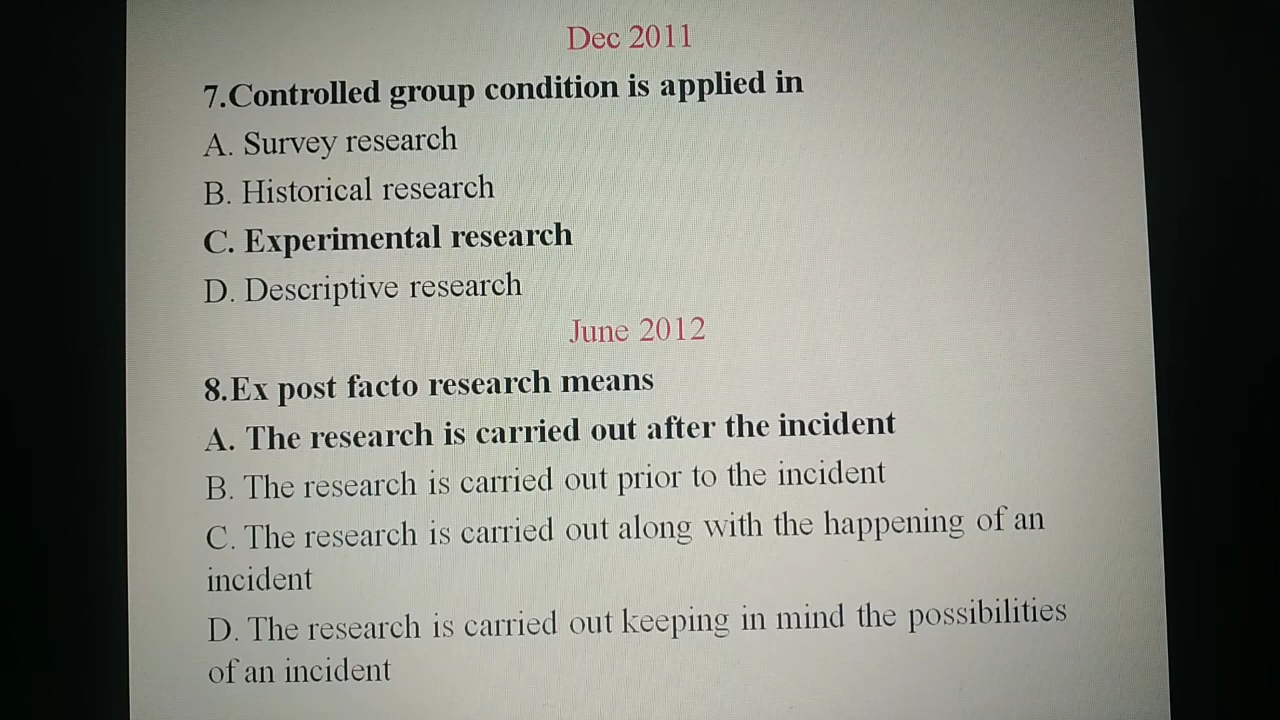 Dec 2011
7.Controlled group condition is applied in
A. Survey research
B. Historical research
C. Experimental research
D. Descriptive research
June 2012
8.Ex post facto research means
A. The research is carried out after the incident
B. The research is carried out prior to the incident
C. The research is carried out along with the happening of an
incident
D. The research is carried out keeping in mind the possibilities
of an incident